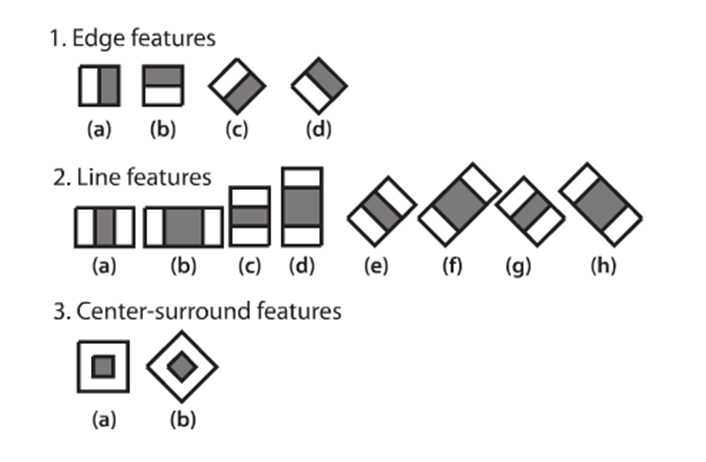 1. Edge features
(a) (b) (c) (d)
2. Line features
(a) (b) (c) (d) (e) (f) (g) (h)
3. Center-surround features
(a) (b)